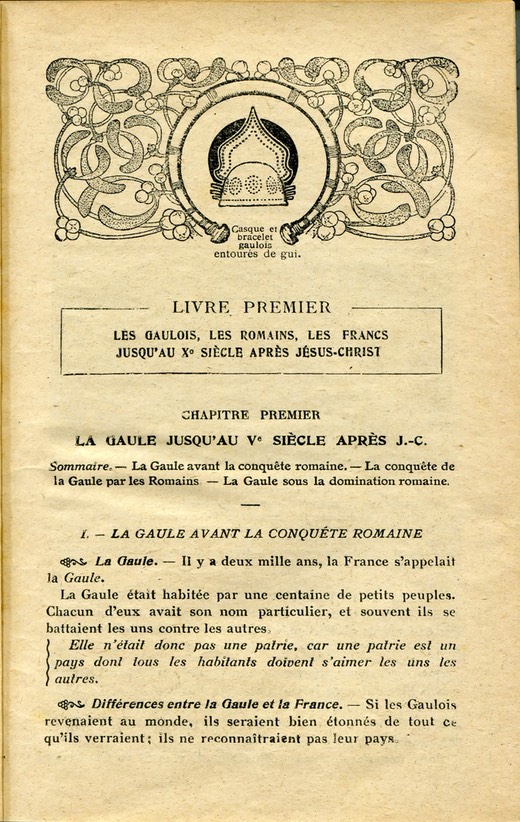 Casque et
bracelet
gaulois
entourés de gui.
LIVRE PREMIER
LES GAULOIS, LES ROMAINS, LES FRANCS
JUSQU'AU Xe SIÈCLE APRÈS JÉSUS-CHRIST
CHAPITRE PREMIER
LA GAULE JUSQU'AU Ve SIÈCLE APRÈS J.-C.
Sommaire. — La Gaule avant la conquête romaine. — La conquête de
la Gaule par les Romains — La Gaule sous la domination romaine.
I. — LA GAULE AVANT LA CONQUÊTE ROMAINE
La Gaule. — Il y a deux mille ans, la France s'appelait
la Gaule.
La Gaule était habitée par une centaine de petits peuples.
Chacun d'eux avait son nom particulier, et souvent ils se
battaient les uns contre les autres.
Elle n'était donc pas une patrie, car une patrie est un
pays dont tous les habitants doivent s'aimer les uns les
autres.
Différences entre la Gaule et la France. — Si les Gaulois
revenaient au monde, ils seraient bien étonnés de tout ce
qu'ils verraient ; ils ne reconnaîtraient pas leur pays.